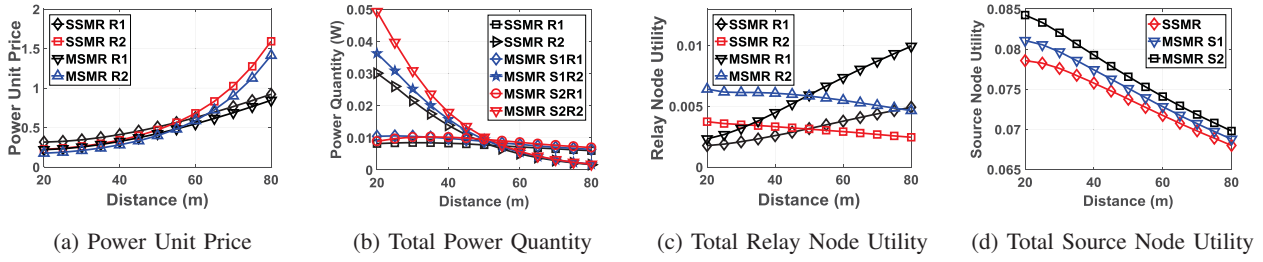 2
1.5
1
0.5
0
20
40
60
80
Power Unit Price
Distance (m)
SSMR R1
SSMR R2
MSMR R1
MSMR R2
(a) Power Unit Price
0.05
0.04
0.03
0.02
0.01
0
20
40
60
80
Power Quantity (W)
Distance (m)
SSMR R1
SSMR R2
MSMR S1R1
MSMR S1R2
MSMR S2R1
MSMR S2R2
(b) Total Power Quantity
0.01
0.005
0
20
40
60
80
Relay Node Utility
Distance (m)
SSMR R1
SSMR R2
MSMR R1
MSMR R2
(c) Total Relay Node Utility
0.085
0.08
0.075
0.07
0.065
20
40
60
80
Source Node Utility
Distance (m)
SSMR
MSMR S1
MSMR S2
(d) Total Source Node Utility